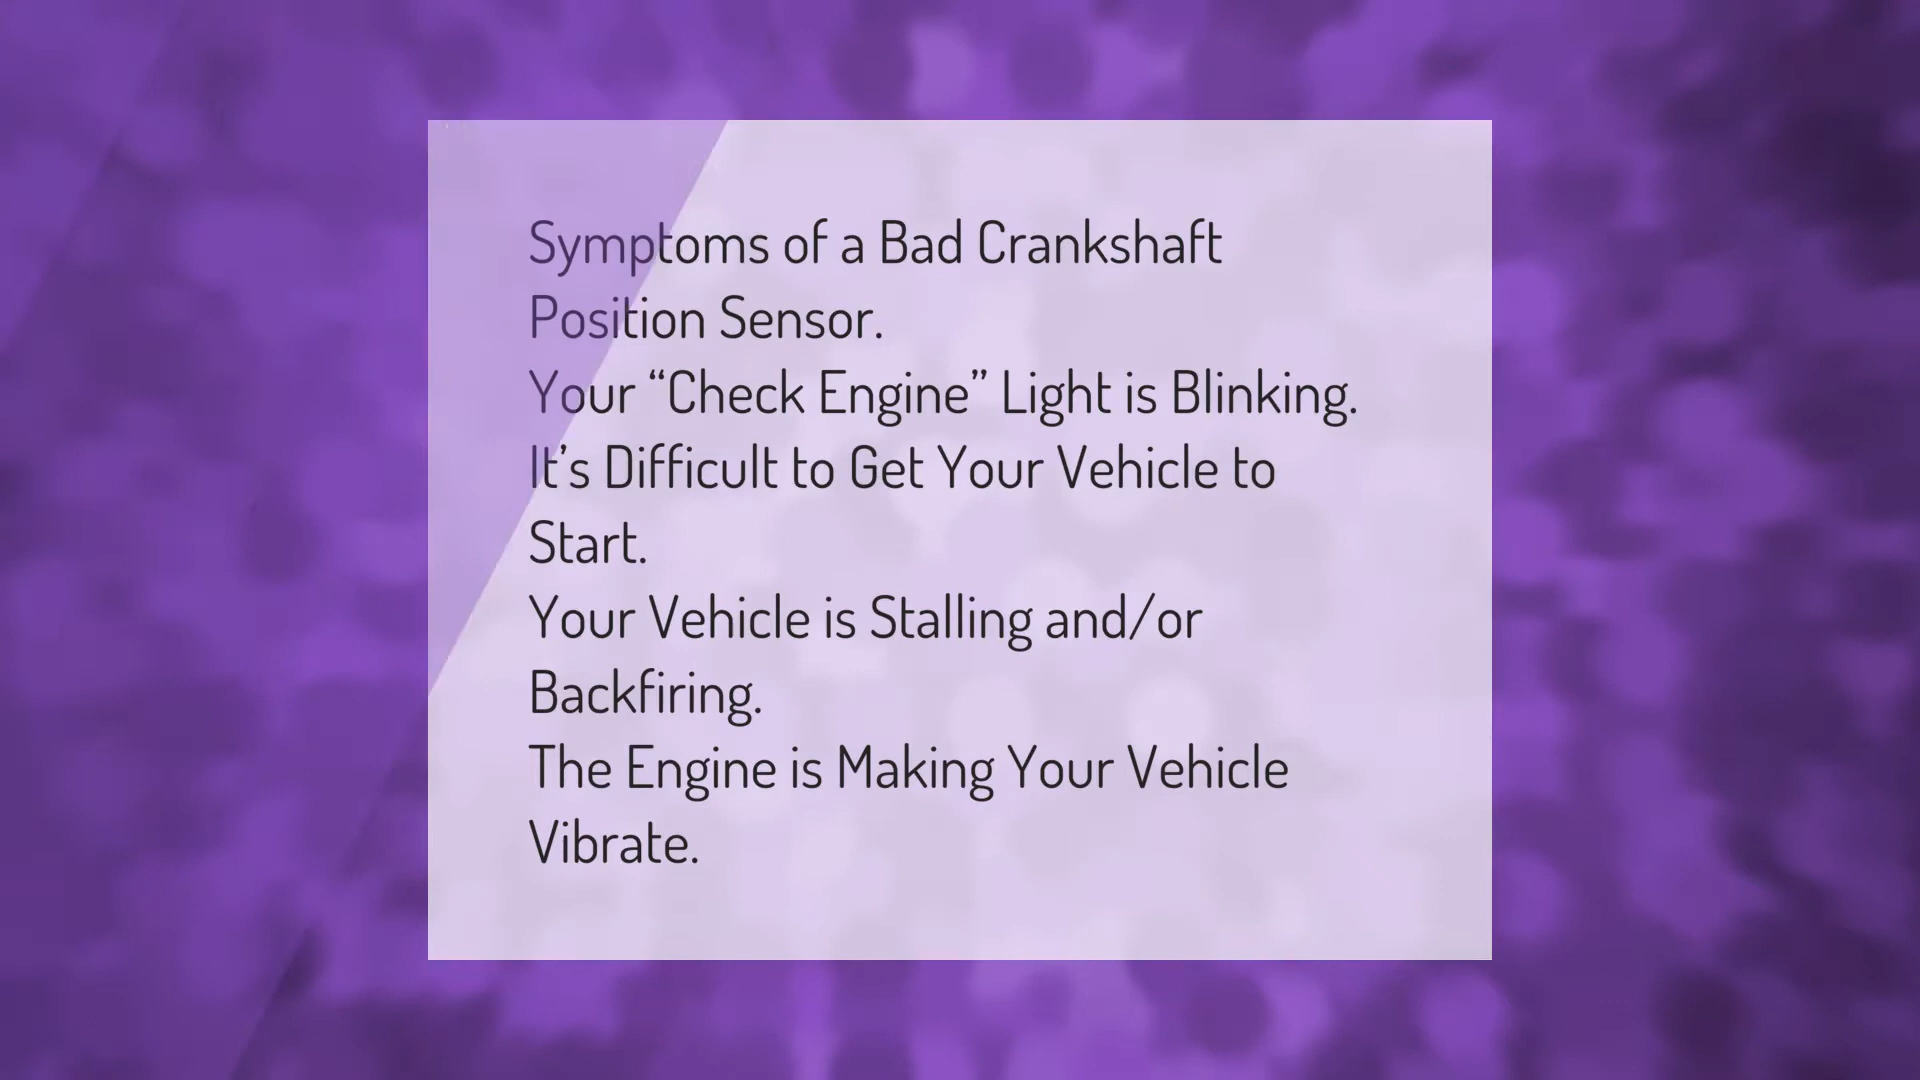 Symptoms of a Bad Crankshaft
Position Sensor.
Your “Check Engine” Light is Blinking.
It’s Difficult to Get Your Vehicle to
Start.
Your Vehicle is Stalling and/or
Backfiring.
The Engine is Making Your Vehicle
Vibrate.